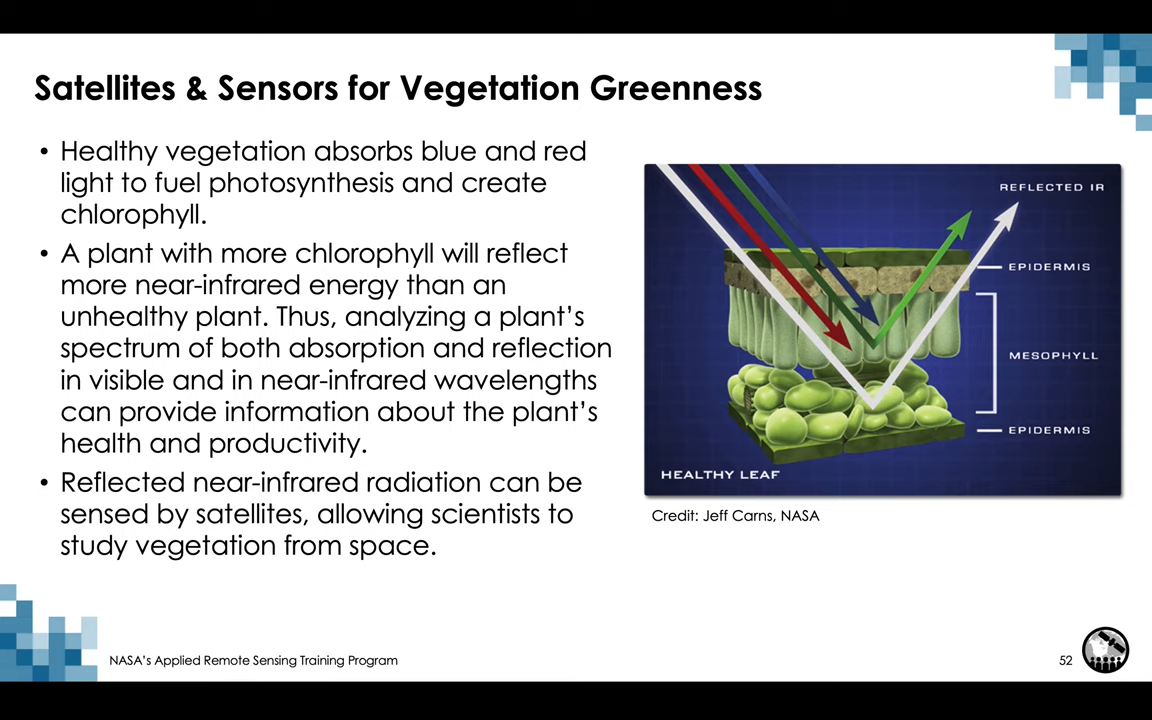 Satellites & Sensors for Vegetation Greenness
• Healthy vegetation absorbs blue and red
light to fuel photosynthesis and create
chlorophyll.
• A plant with more chlorophyll will reflect
more near-infrared energy than an
unhealthy plant. Thus, analyzing a plant's
spectrum of both absorption and reflection
in visible and in near-infrared wavelengths
can provide information about the plant's
health and productivity.
• Reflected near-infrared radiation can be
sensed by satellites, allowing scientists to
study vegetation from space.
REFLECTED IR
EPIDERMIS
MESOPHYLL
EPIDERMIS
HEALTHY LEAF
Credit: Jeff Carns, NASA
NASA's Applied Remote Sensing Training Program
52